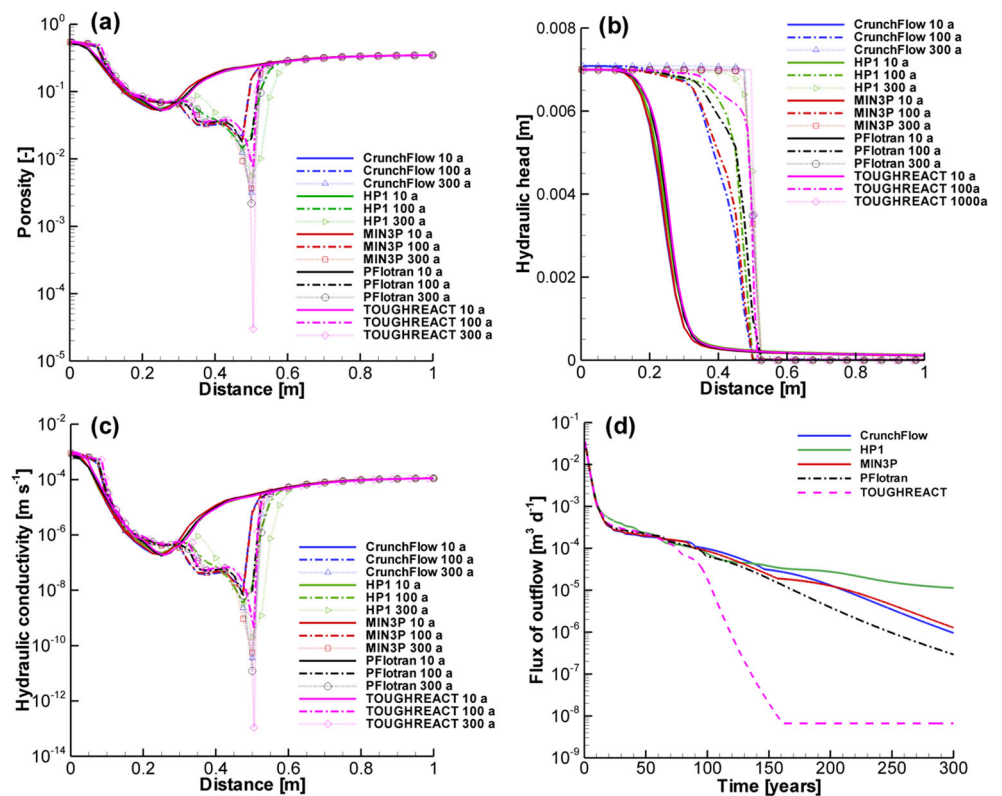 (a)
10^0
10^-1
10^-2
10^-3
10^-4
10^-5
Porosity [-]
CrunchFlow 10 a
CrunchFlow 100 a
CrunchFlow 300 a
HP1 10 a
HP1 100 a
HP1 300 a
MIN3P 10 a
MIN3P 100 a
MIN3P 300 a
PFlotran 10 a
PFlotran 100 a
PFlotran 300 a
TOUGHREACT 10 a
TOUGHREACT 100 a
TOUGHREACT 300 a
0 0.2 0.4 0.6 0.8 1
Distance [m]
(b)
0.008
0.006
0.004
0.002
0
Hydraulic head [m]
CrunchFlow 10 a
CrunchFlow 100 a
CrunchFlow 300 a
HP1 10 a
HP1 100 a
HP1 300 a
MIN3P 10 a
MIN3P 100 a
MIN3P 300 a
PFlotran 10 a
PFlotran 100 a
PFlotran 300 a
TOUGHREACT 10 a
TOUGHREACT 100a
TOUGHREACT 1000a
0 0.2 0.4 0.6 0.8 1
Distance [m]
(c)
10^-2
10^-4
10^-6
10^-8
10^-10
10^-12
10^-14
Hydraulic conductivity [m s^-1]
CrunchFlow 10 a
CrunchFlow 100 a
CrunchFlow 300 a
HP1 10 a
HP1 100 a
HP1 300 a
MIN3P 10 a
MIN3P 100 a
MIN3P 300 a
PFlotran 10 a
PFlotran 100 a
PFlotran 300 a
TOUGHREACT 10 a
TOUGHREACT 100 a
TOUGHREACT 300 a
0 0.2 0.4 0.6 0.8 1
Distance [m]
(d)
10^-1
10^-2
10^-3
10^-4
10^-5
10^-6
10^-7
10^-8
10^-9
Flux of outflow [m^3 d^-1]
CrunchFlow
HP1
MIN3P
PFlotran
TOUGHREACT
0 50 100 150 200 250 300
Time [years]